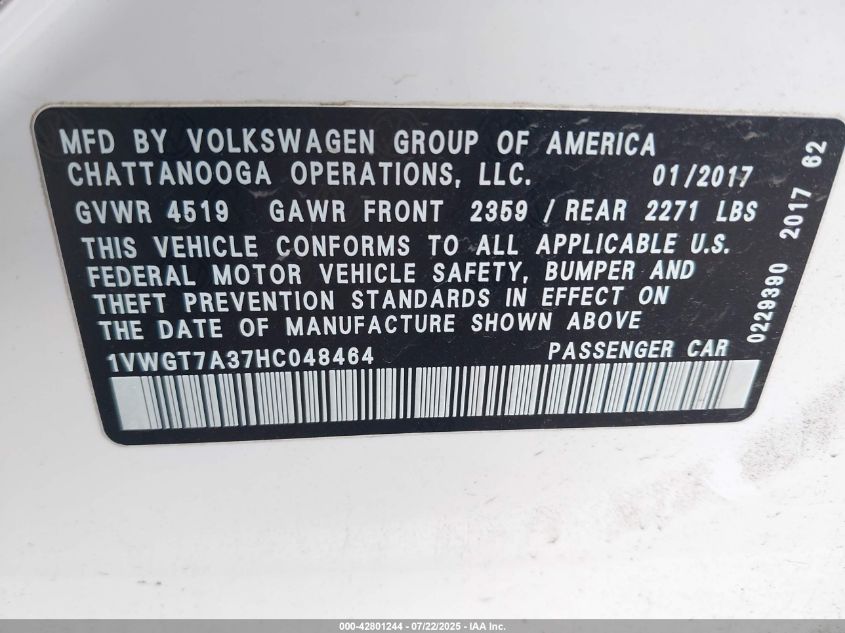 MFD BY VOLKSWAGEN GROUP OF AMERICA
CHATTANOOGA OPERATIONS, LLC. 01/2017
GVWR 4519 GAWR FRONT 2359 / REAR 2271 LBS
THIS VEHICLE CONFORMS TO ALL APPLICABLE U.S.
FEDERAL MOTOR VEHICLE SAFETY, BUMPER AND
THEFT PREVENTION STANDARDS IN EFFECT ON
THE DATE OF MANUFACTURE SHOWN ABOVE
1VWGT7A37HC048464 PASSENGER CAR
0229390 2017 62
000-42801244 - 07/22/2025 - IAA Inc.